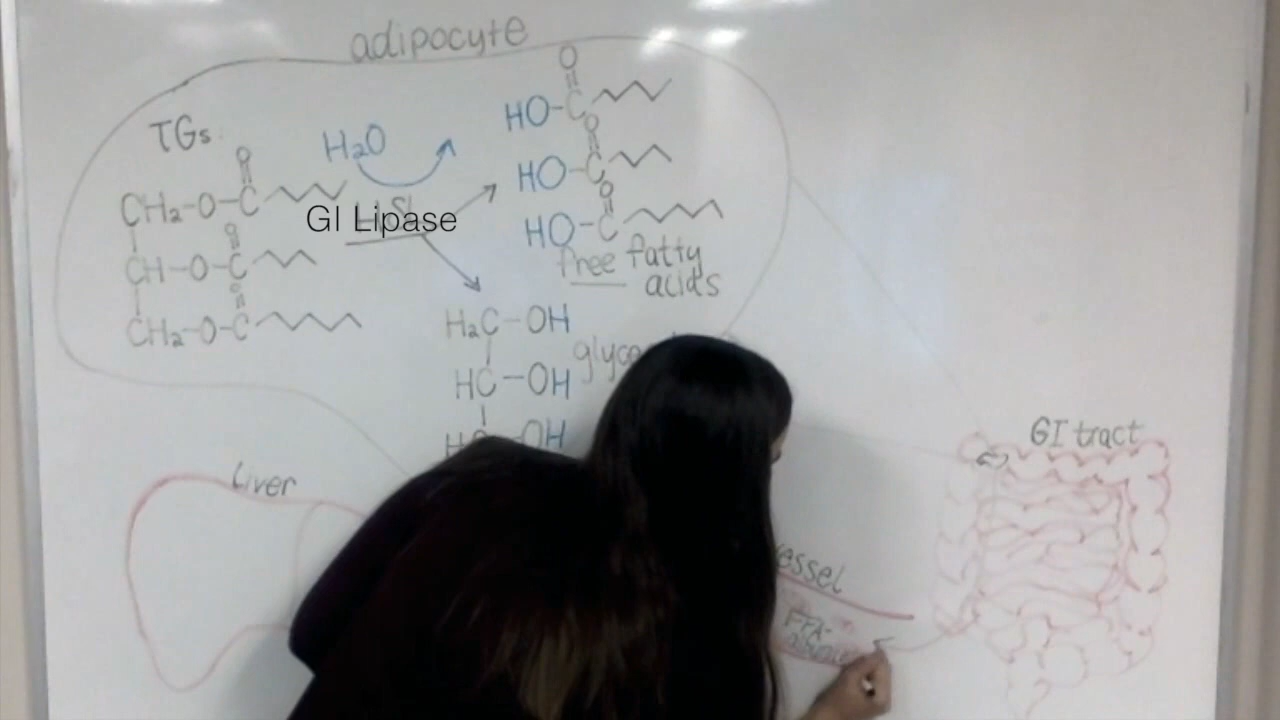 adipocyte
TGs
H₂O
GI Lipase
CH₂-O-C
O
CH-O-C
O
CH₂-O-C
O
HO-C
O
HO-C
O
HO-C
O
free fatty
acids
H₂C-OH
HC-OH
OH
Liver
GI tract
FFA-